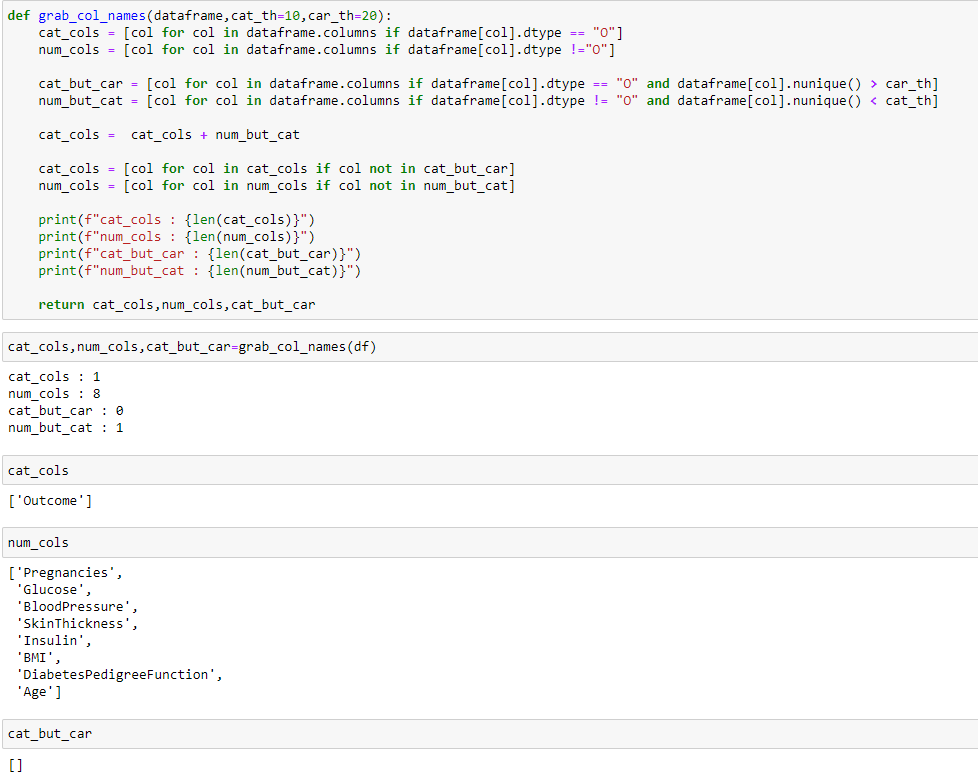 def grab_col_names(dataframe,cat_th=10,car_th=20):
    cat_cols = [col for col in dataframe.columns if dataframe[col].dtype == "O"]
    num_cols = [col for col in dataframe.columns if dataframe[col].dtype !="O"]

    cat_but_car = [col for col in dataframe.columns if dataframe[col].dtype == "O" and dataframe[col].nunique() > car_th]
    num_but_cat = [col for col in dataframe.columns if dataframe[col].dtype != "O" and dataframe[col].nunique() < cat_th]

    cat_cols =  cat_cols + num_but_cat

    cat_cols = [col for col in cat_cols if col not in cat_but_car]
    num_cols = [col for col in num_cols if col not in num_but_cat]

    print(f"cat_cols : {len(cat_cols)}")
    print(f"num_cols : {len(num_cols)}")
    print(f"cat_but_car : {len(cat_but_car)}")
    print(f"num_but_cat : {len(num_but_cat)}")

    return cat_cols,num_cols,cat_but_car

cat_cols,num_cols,cat_but_car=grab_col_names(df)
cat_cols : 1
num_cols : 8
cat_but_car : 0
num_but_cat : 1

cat_cols
['Outcome']

num_cols
['Pregnancies',
 'Glucose',
 'BloodPressure',
 'SkinThickness',
 'Insulin',
 'BMI',
 'DiabetesPedigreeFunction',
 'Age']

cat_but_car
[]